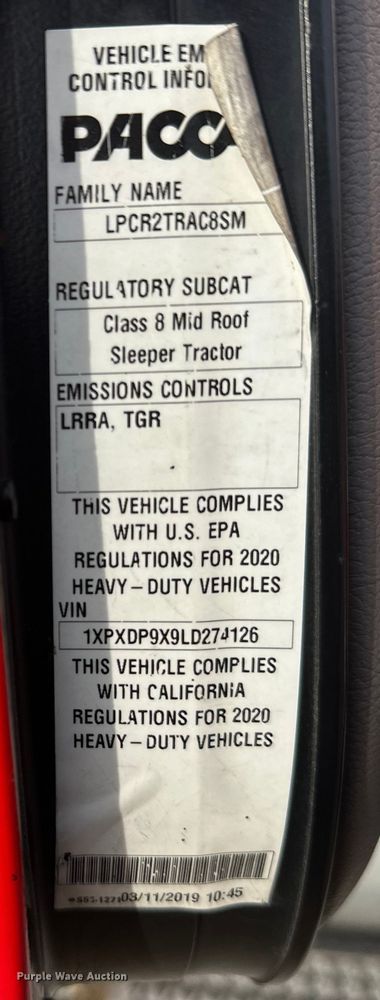 VEHICLE EM
CONTROL INFO
PACCA
FAMILY NAME
LPCR2TRAC8SM
REGULATORY SUBCAT
Class 8 Mid Roof
Sleeper Tractor
EMISSIONS CONTROLS
LRRA, TGR
THIS VEHICLE COMPLIES
WITH U.S. EPA
REGULATIONS FOR 2020
HEAVY-DUTY VEHICLES
VIN
1XPXDP9X9LD274126
THIS VEHICLE COMPLIES
WITH CALIFORNIA
REGULATIONS FOR 2020
HEAVY-DUTY VEHICLES
03/11/2019 10:45
Purple Wave Auction